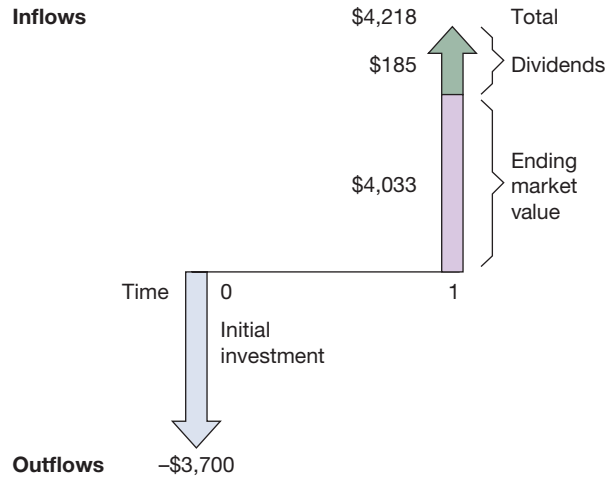 Inflows
$4,218
Total
$185
Dividends
$4,033
Ending
market
value
Time
0
1
Initial
investment
Outflows
–$3,700